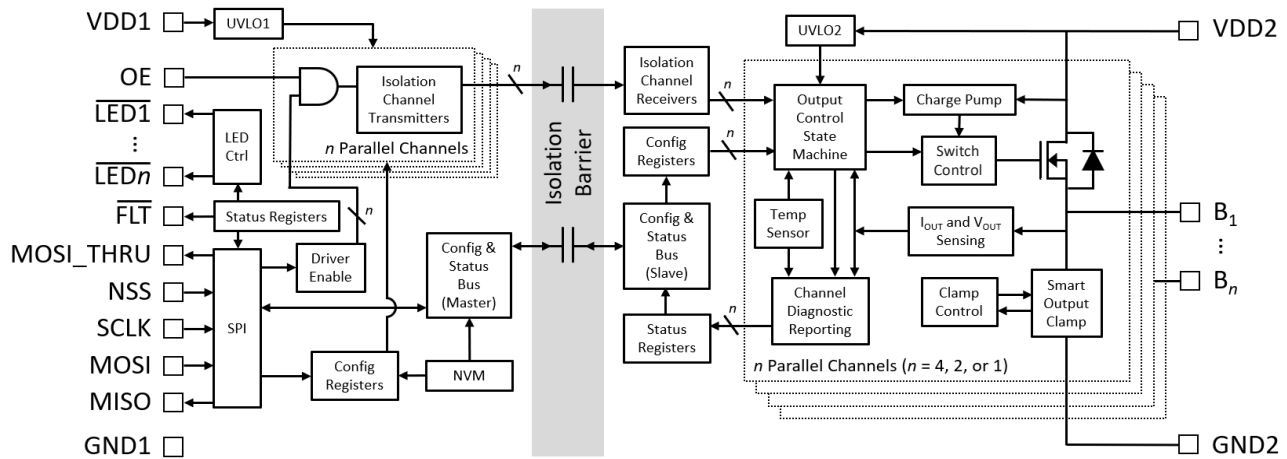 VDD1
UVLO1
OE
Isolation
Channel
Transmitters
n Parallel Channels
n
LED1
⋮
LEDn
LED
Ctrl
FLT
Status Registers
n
MOSI_THRU
NSS
SCLK
MOSI
MISO
GND1
SPI
Driver
Enable
Config &
Status
Bus
(Master)
Config
Registers
NVM
Isolation
Barrier
Isolation
Channel
Receivers
n
Config
Registers
n
Config &
Status
Bus
(Slave)
Status
Registers
n
UVLO2
Output
Control
State
Machine
Charge Pump
Switch
Control
Temp
Sensor
IOUT and VOUT
Sensing
Channel
Diagnostic
Reporting
Clamp
Control
Smart
Output
Clamp
n Parallel Channels (n = 4, 2, or 1)
VDD2
B1
⋮
Bn
GND2